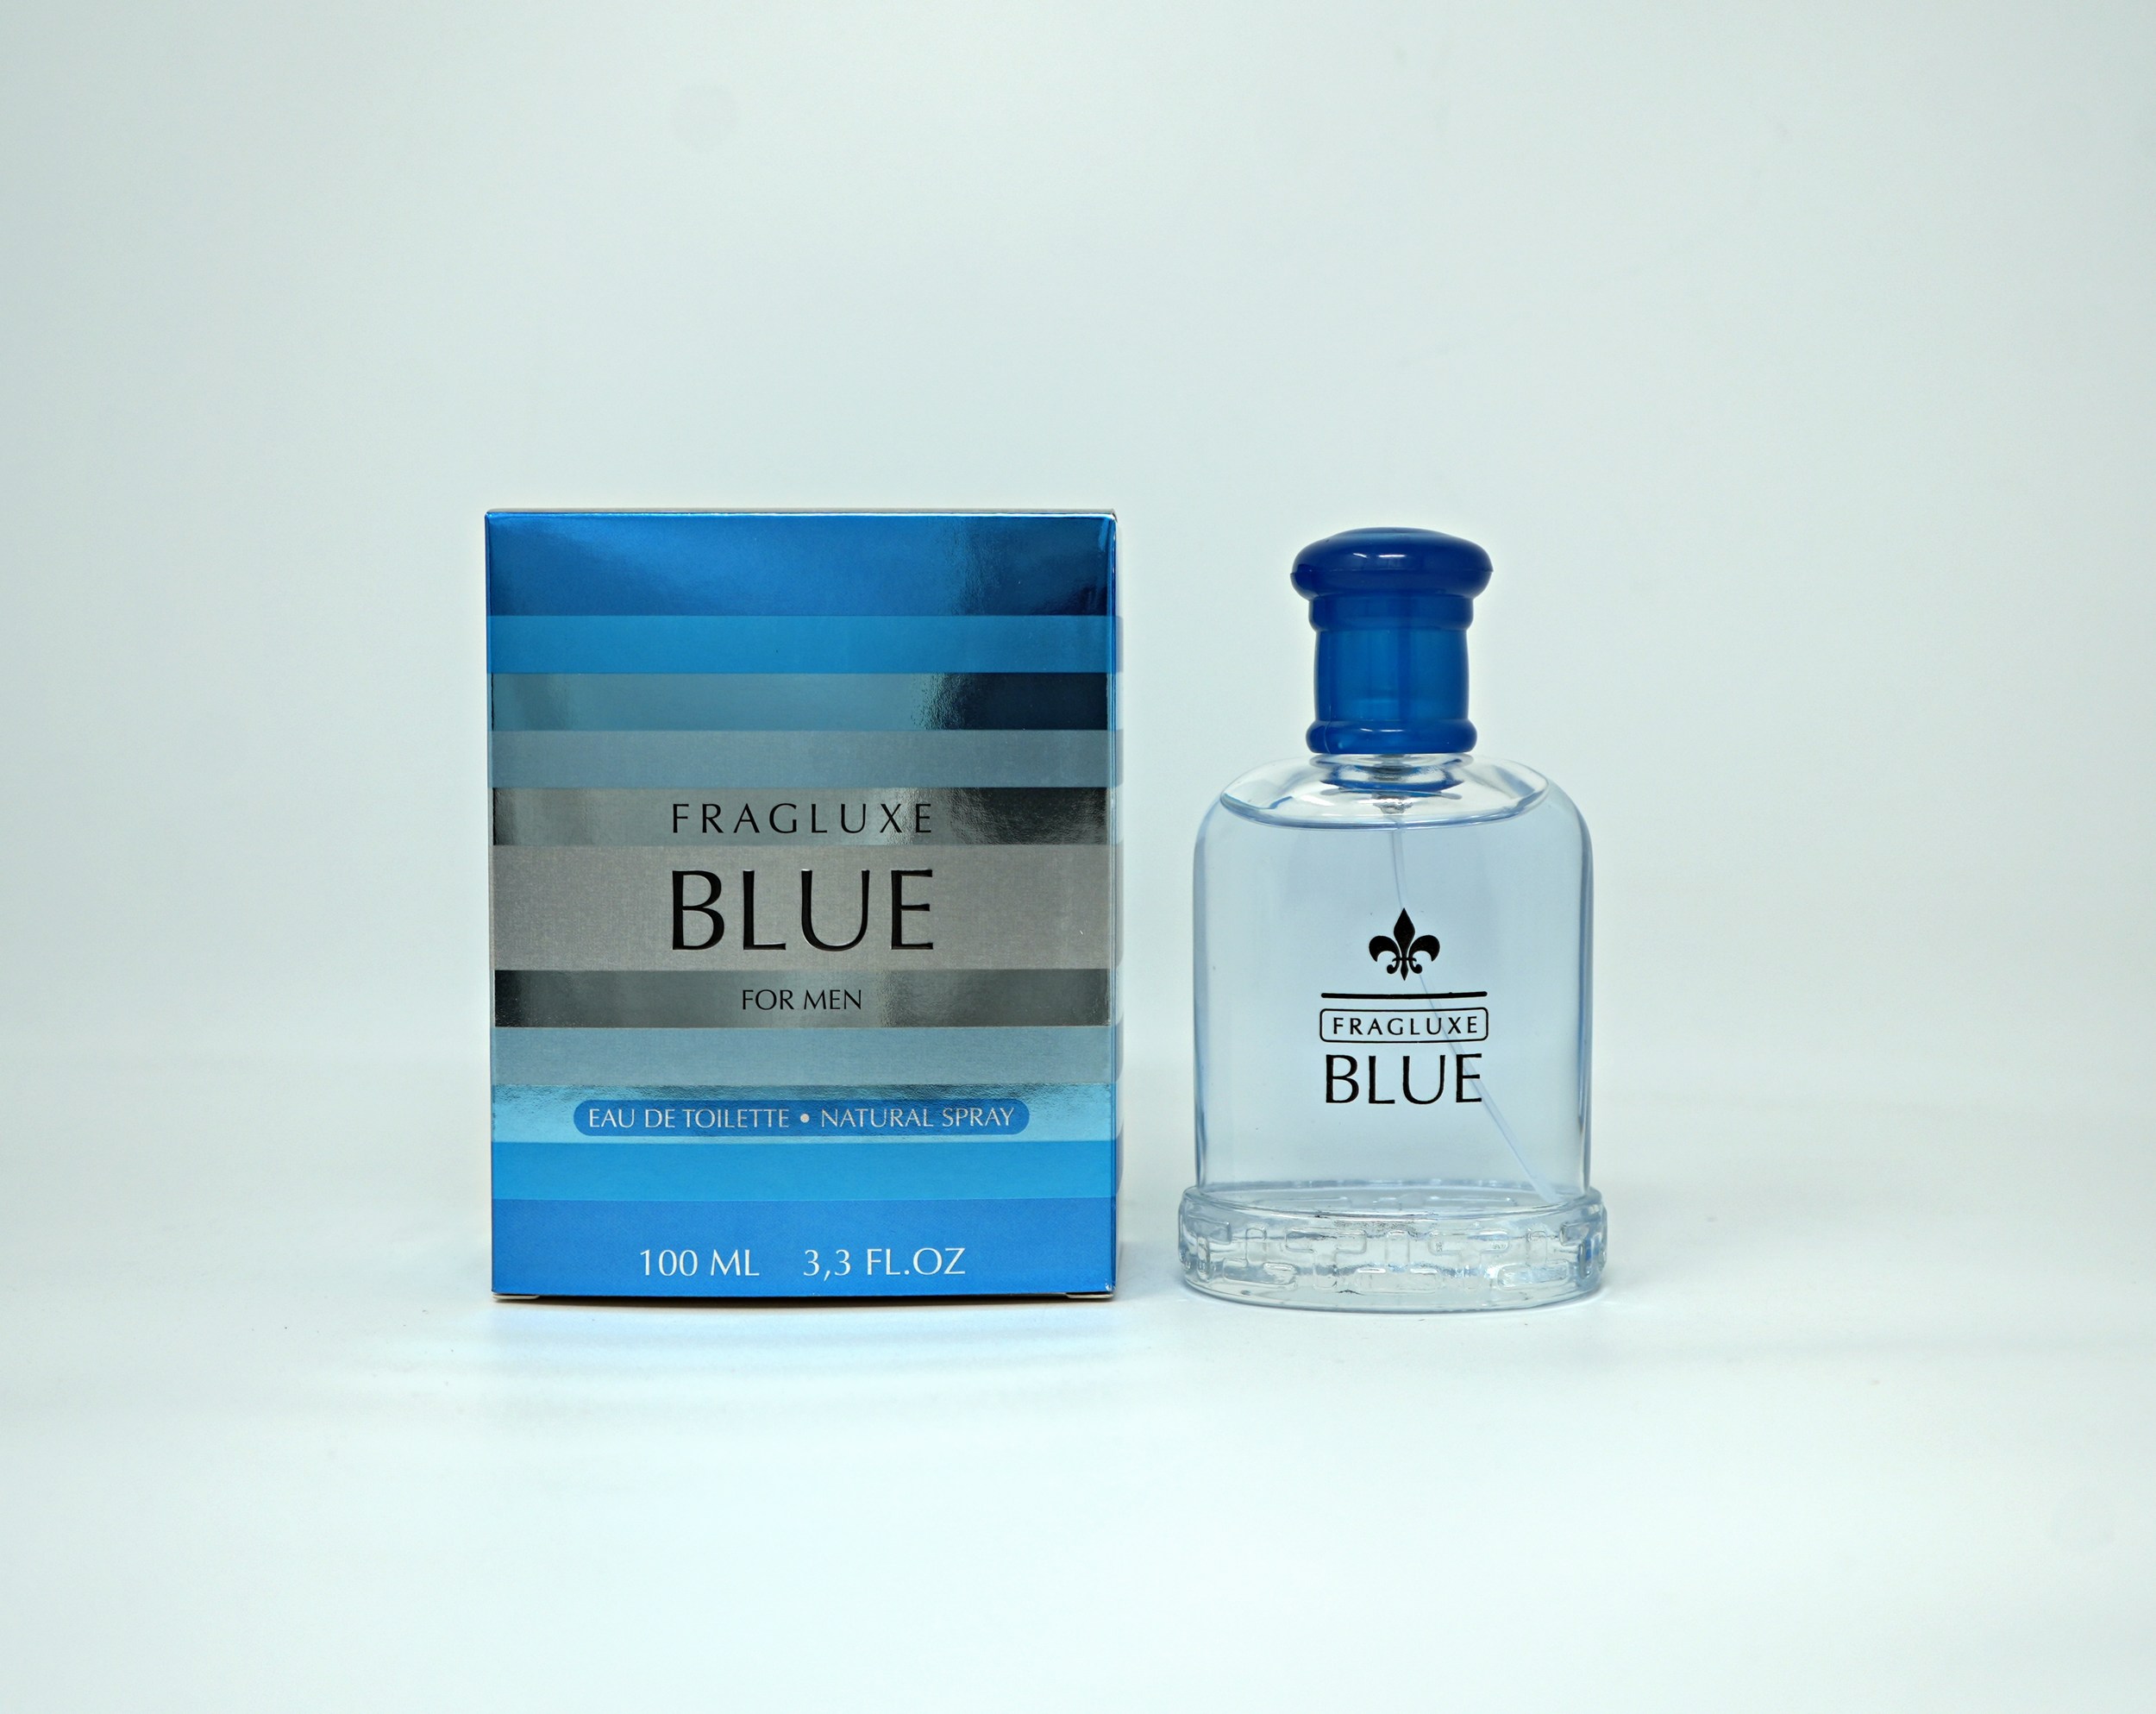 FRAGLUXE
BLUE
FOR MEN
EAU DE TOILETTE • NATURAL SPRAY
100 ML 3,3 FL.OZ
FRAGLUXE
BLUE